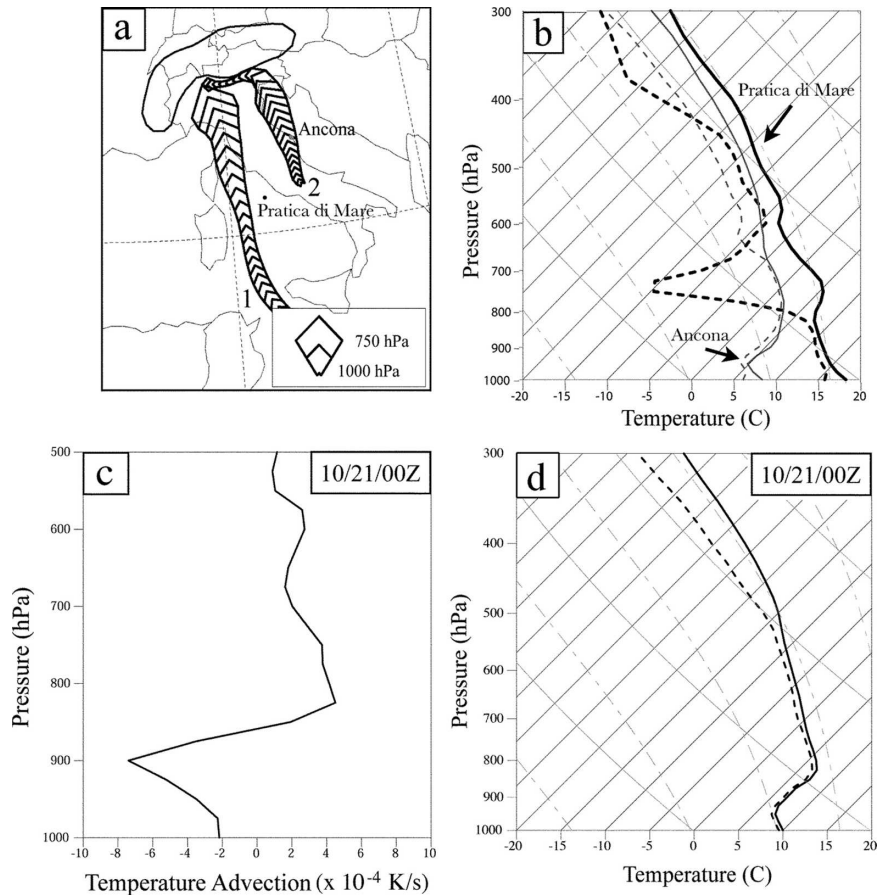 a
Ancona
2
Pratica di Mare
1
750 hPa
1000 hPa
b
Pratica di Mare
Ancona
Pressure (hPa)
300
400
500
600
700
800
900
1000
-20 -15 -10 -5 0 5 10 15 20
Temperature (C)
c
10/21/00Z
Pressure (hPa)
500
600
700
800
900
1000
-10 -8 -6 -4 -2 0 2 4 6 8 10
Temperature Advection (x 10⁻⁴ K/s)
d
10/21/00Z
Pressure (hPa)
300
400
500
600
700
800
900
1000
-20 -15 -10 -5 0 5 10 15 20
Temperature (C)